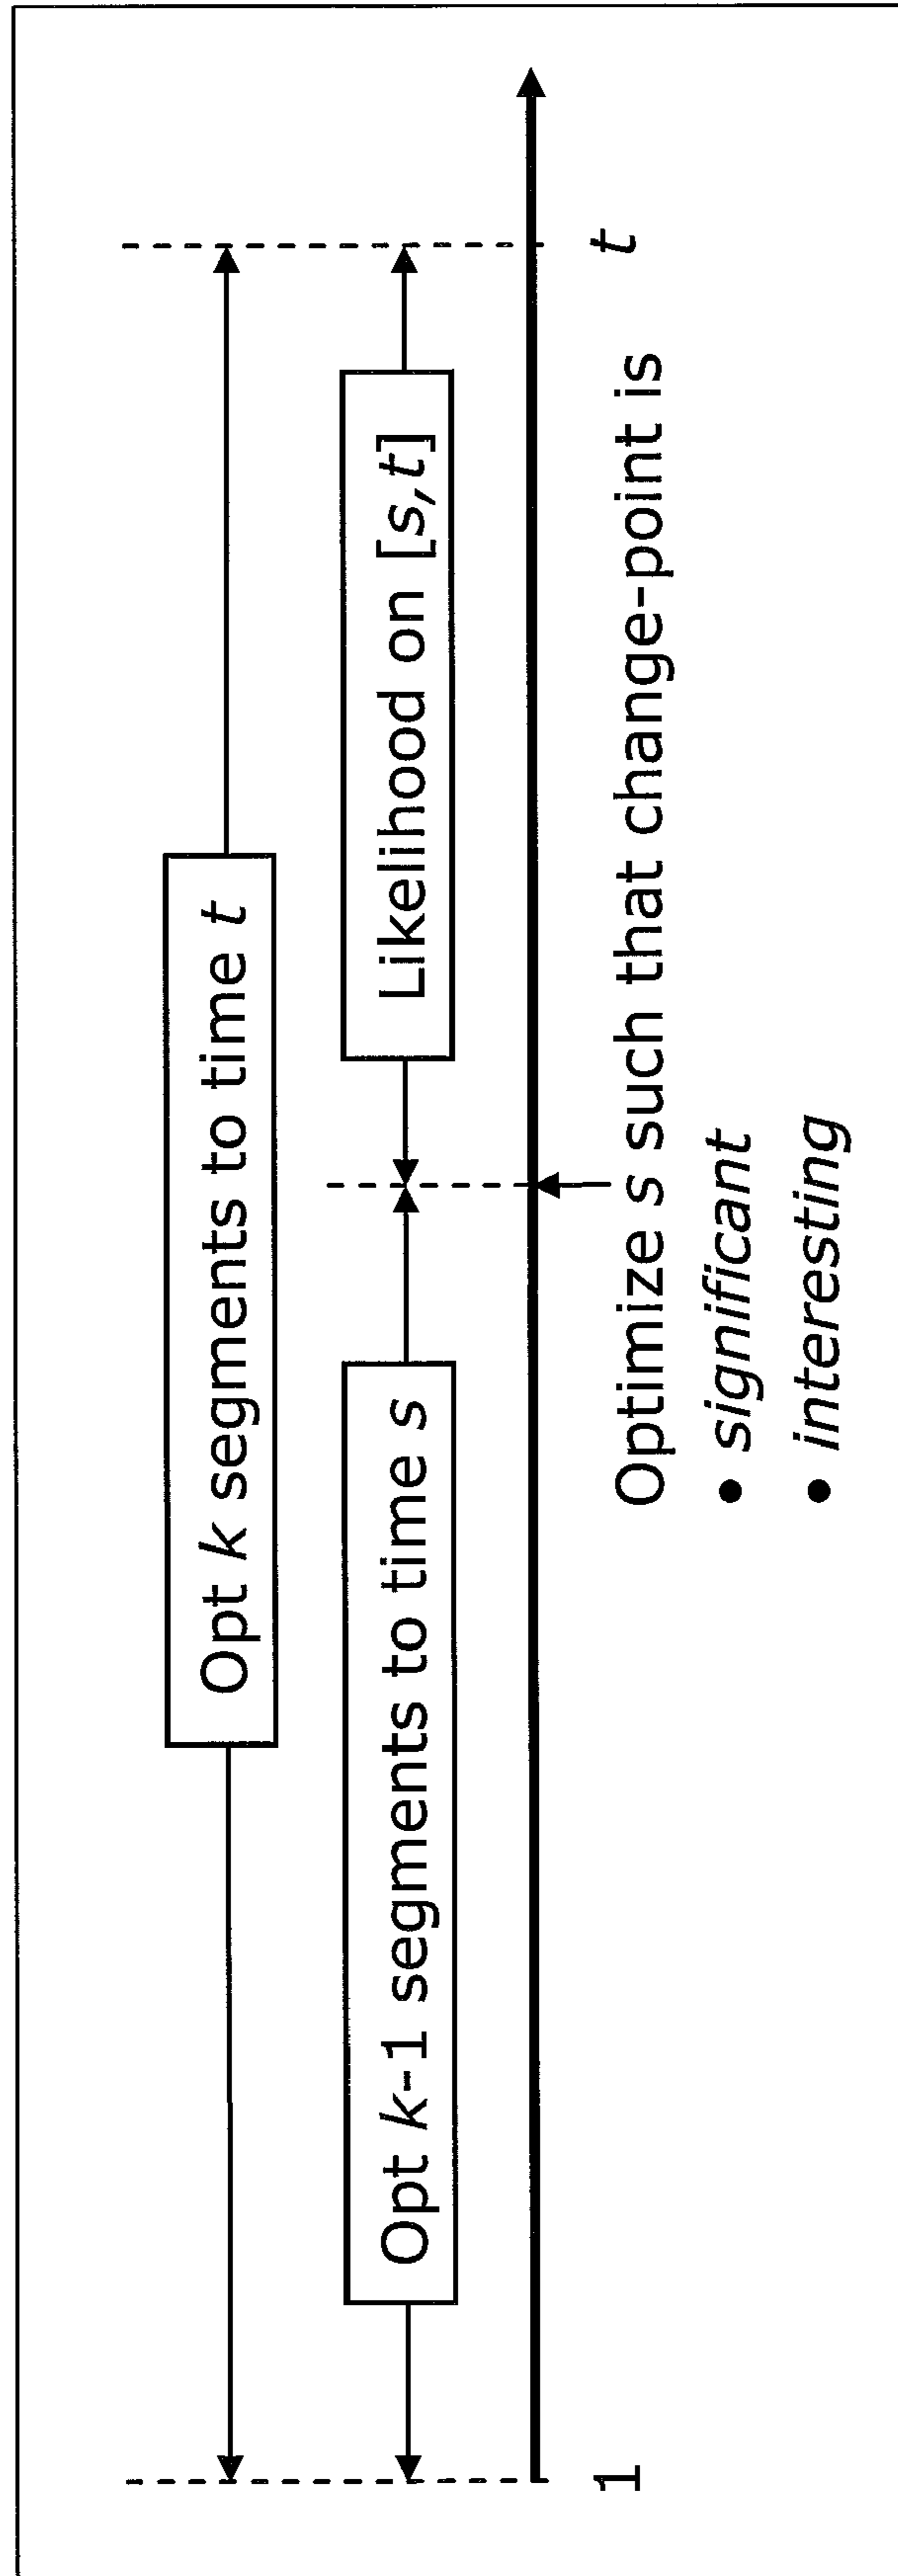 Opt k segments to time t
Opt k-1 segments to time s
Likelihood on [s,t]
1
t
Optimize s such that change-point is
• significant
• interesting